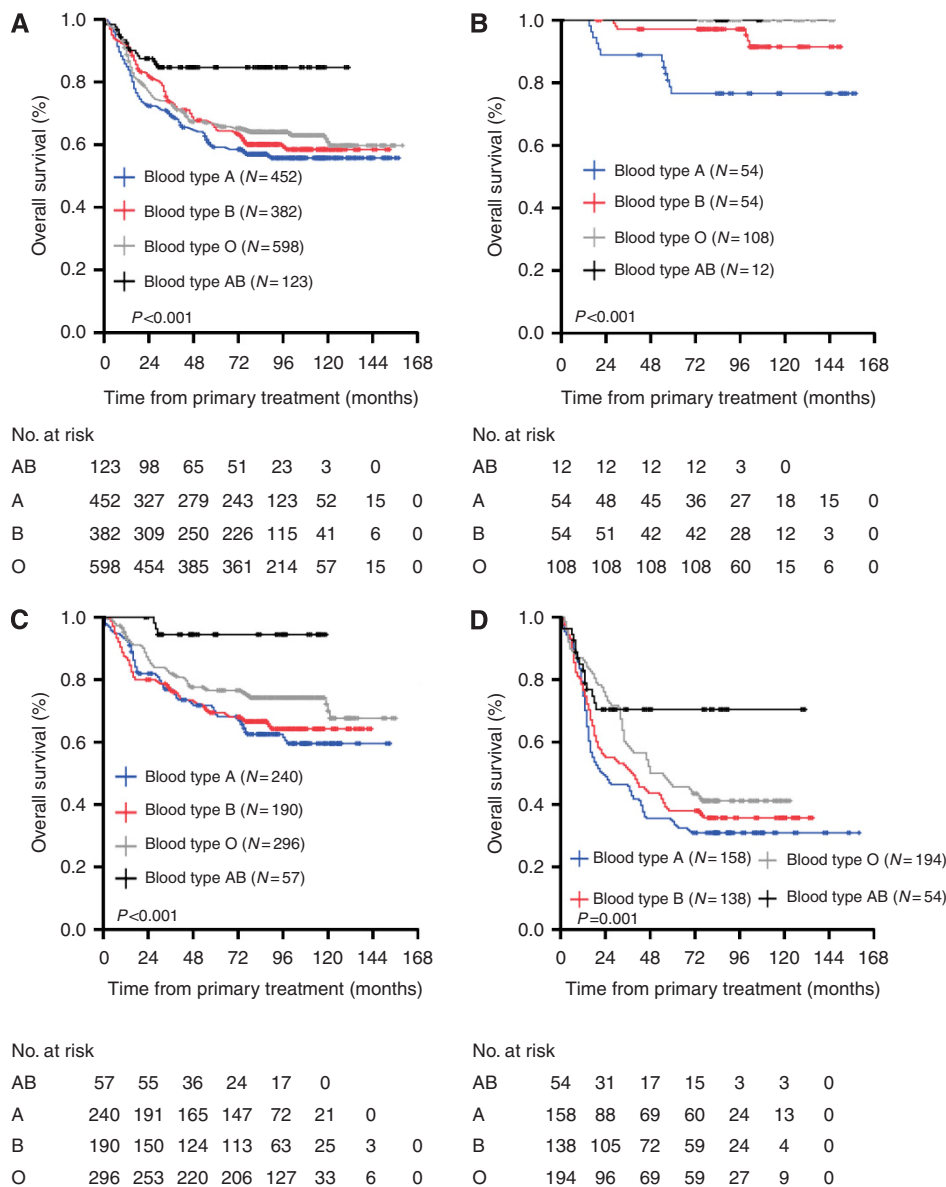 A
1.0
0.8
0.6
0.4
0.2
0.0
Overall survival (%)
Blood type A (N=452)
Blood type B (N=382)
Blood type O (N=598)
Blood type AB (N=123)
P<0.001
0 24 48 72 96 120 144 168
Time from primary treatment (months)
No. at risk
AB 123 98 65 51 23 3 0
A 452 327 279 243 123 52 15 0
B 382 309 250 226 115 41 6 0
O 598 454 385 361 214 57 15 0
B
1.0
0.8
0.6
0.4
0.2
0.0
Overall survival (%)
Blood type A (N=54)
Blood type B (N=54)
Blood type O (N=108)
Blood type AB (N=12)
P<0.001
0 24 48 72 96 120 144 168
Time from primary treatment (months)
No. at risk
AB 12 12 12 12 3 0
A 54 48 45 36 27 18 15 0
B 54 51 42 42 28 12 3 0
O 108 108 108 108 60 15 6 0
C
1.0
0.8
0.6
0.4
0.2
0.0
Overall survival (%)
Blood type A (N=240)
Blood type B (N=190)
Blood type O (N=296)
Blood type AB (N=57)
P<0.001
0 24 48 72 96 120 144 168
Time from primary treatment (months)
No. at risk
AB 57 55 36 24 17 0
A 240 191 165 147 72 21 0
B 190 150 124 113 63 25 3 0
O 296 253 220 206 127 33 6 0
D
1.0
0.8
0.6
0.4
0.2
0.0
Overall survival (%)
Blood type A (N=158) Blood type O (N=194)
Blood type B (N=138) Blood type AB (N=54)
P=0.001
0 24 48 72 96 120 144 168
Time from primary treatment (months)
No. at risk
AB 54 31 17 15 3 3 0
A 158 88 69 60 24 13 0
B 138 105 72 59 24 4 0
O 194 96 69 59 27 9 0